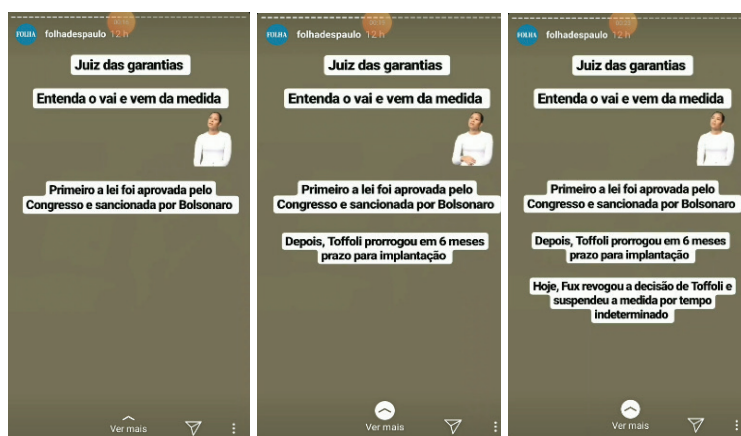 FOLHA folhadespaulo 12 h
Juiz das garantias
Entenda o vai e vem da medida
Primeiro a lei foi aprovada pelo
Congresso e sancionada por Bolsonaro
Ver mais
FOLHA folhadespaulo 12 h
Juiz das garantias
Entenda o vai e vem da medida
Primeiro a lei foi aprovada pelo
Congresso e sancionada por Bolsonaro
Depois, Toffoli prorrogou em 6 meses
prazo para implantação
Ver mais
FOLHA folhadespaulo 12 h
Juiz das garantias
Entenda o vai e vem da medida
Primeiro a lei foi aprovada pelo
Congresso e sancionada por Bolsonaro
Depois, Toffoli prorrogou em 6 meses
prazo para implantação
Hoje, Fux revogou a decisão de Toffoli e
suspendeu a medida por tempo
indeterminado
Ver mais